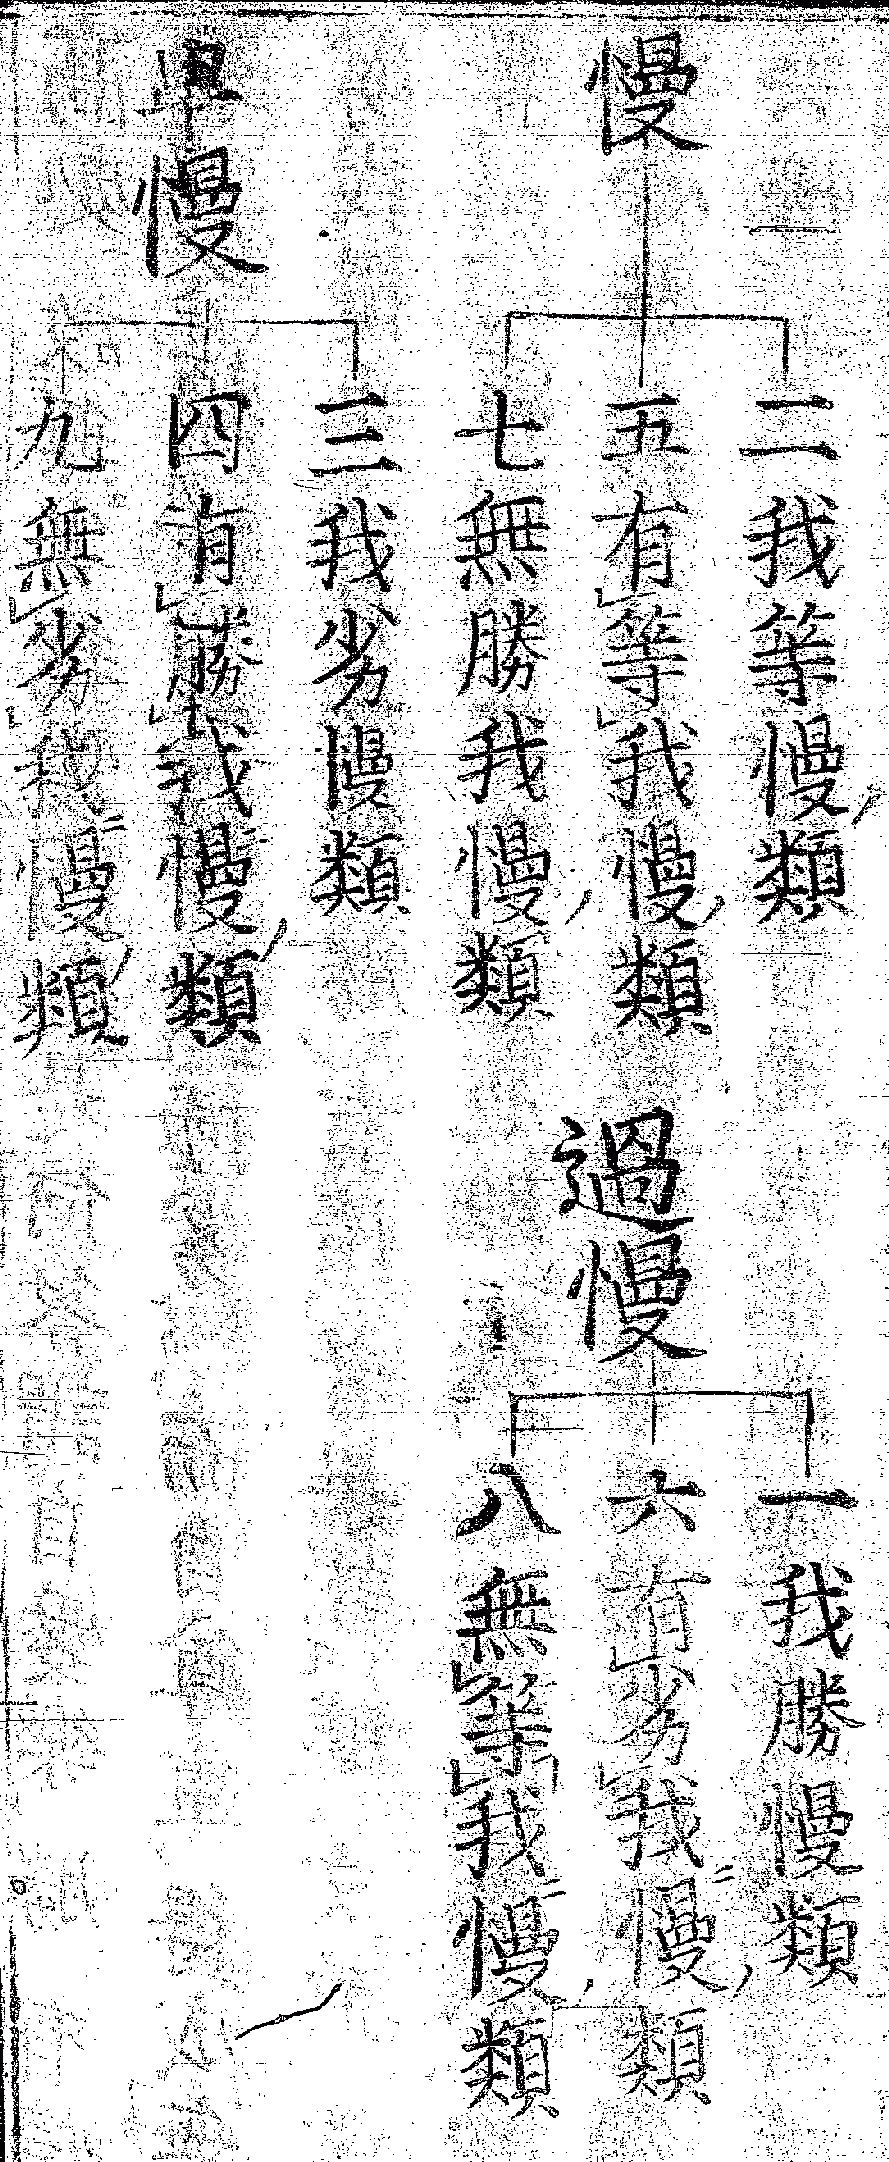 慢
二我等慢類
五有等我慢類
七無勝我慢類
過慢
一我勝慢類
六有劣我慢類
八無等我慢類
卑慢
三我劣慢類
四有勝我慢類
九無劣我慢類